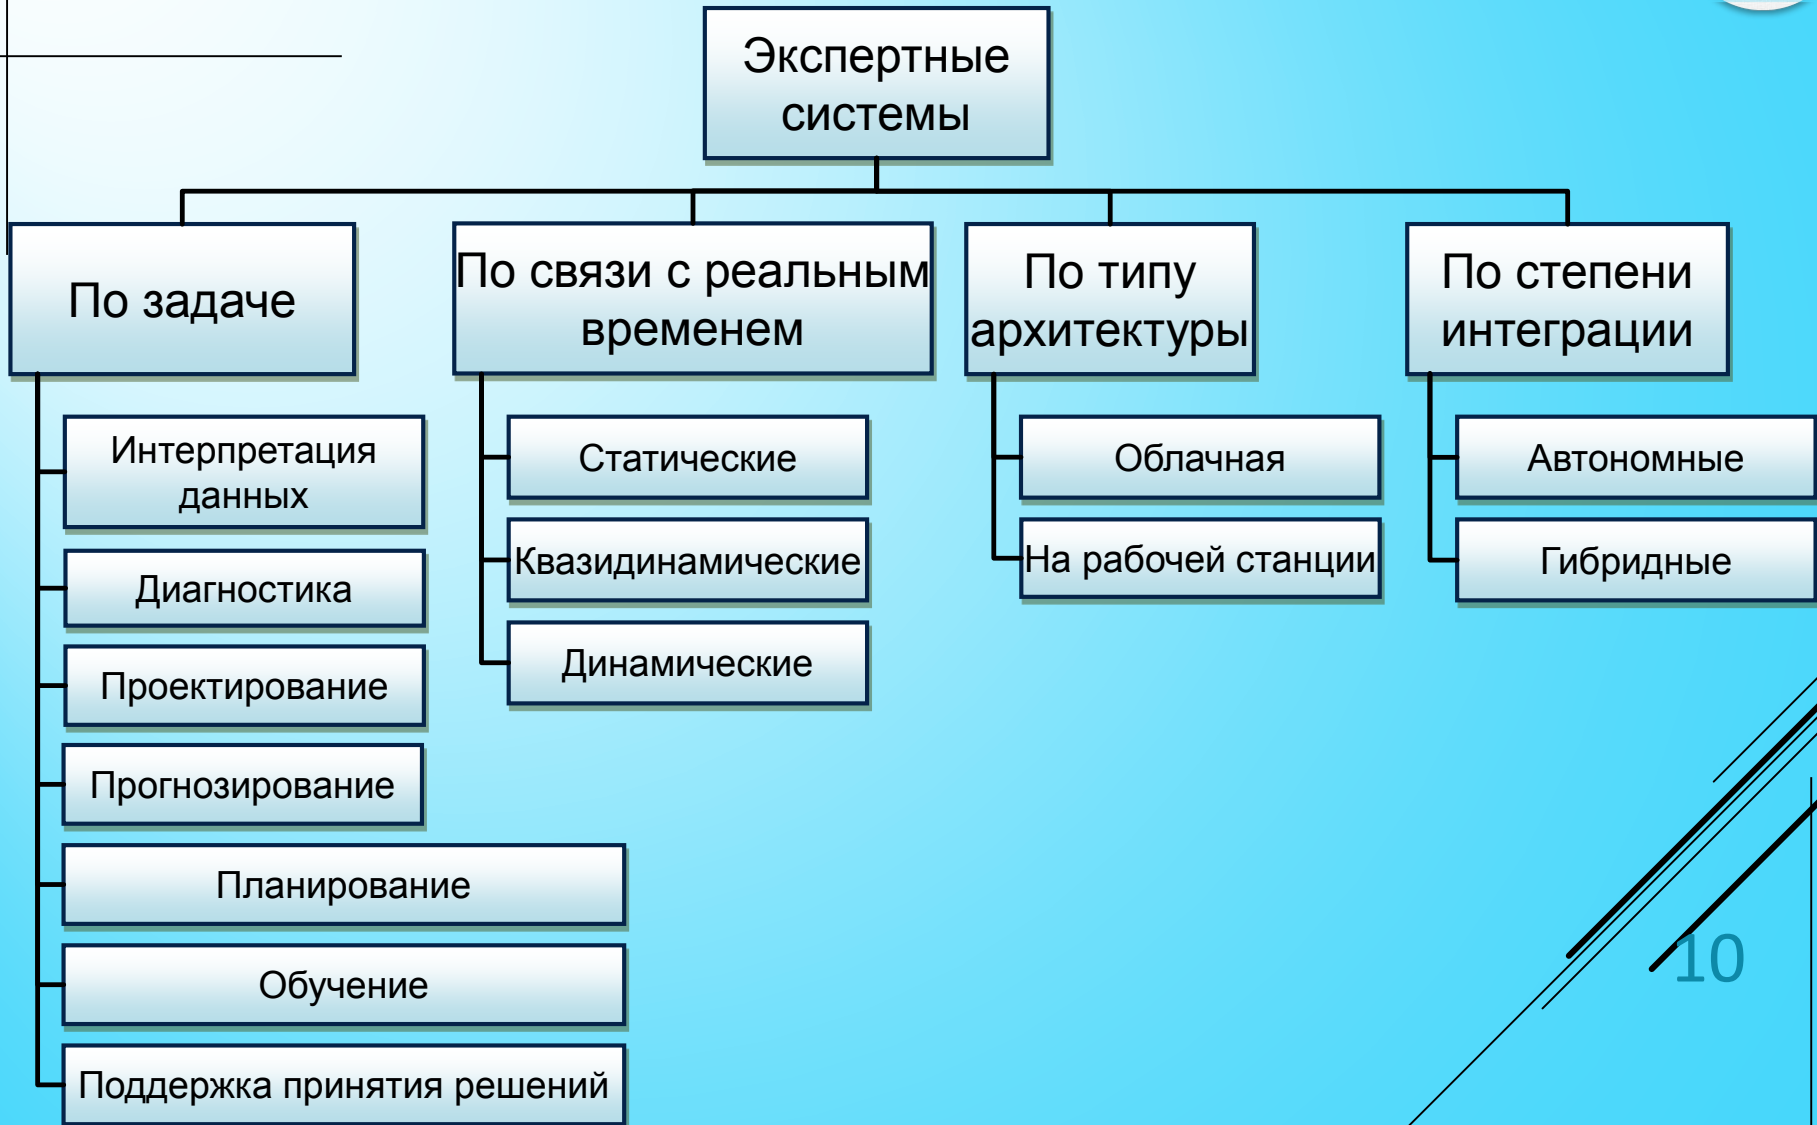 Экспертные
системы
По задаче
Интерпретация
данных
Диагностика
Проектирование
Прогнозирование
Планирование
Обучение
Поддержка принятия решений
По связи с реальным
временем
Статические
Квазидинамические
Динамические
По типу
архитектуры
Облачная
На рабочей станции
По степени
интеграции
Автономные
Гибридные
10